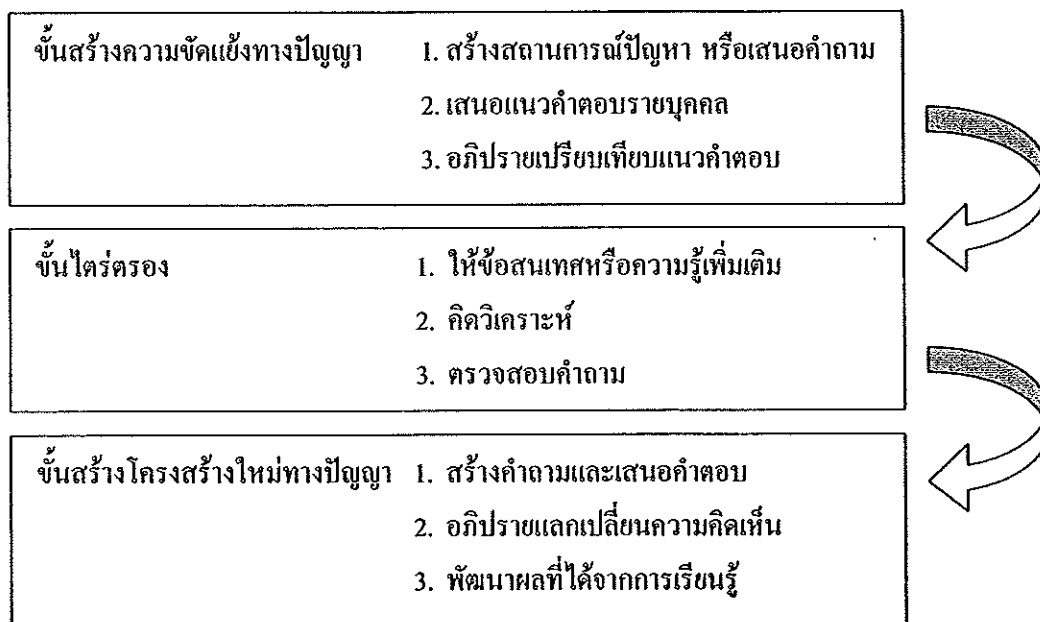 ขั้นสร้างความขัดแย้งทางปัญญา 1. สร้างสถานการณ์ปัญหา หรือเสนอคำถาม
2. เสนอแนวคำตอบรายบุคคล
3. อภิปรายเปรียบเทียบแนวคำตอบ
ขั้นไตร่ตรอง 1. ให้ข้อสนเทศหรือความรู้เพิ่มเติม
2. คิดวิเคราะห์
3. ตรวจสอบคำถาม
ขั้นสร้างโครงสร้างใหม่ทางปัญญา 1. สร้างคำถามและเสนอคำตอบ
2. อภิปรายแลกเปลี่ยนความคิดเห็น
3. พัฒนาผลที่ได้จากการเรียนรู้